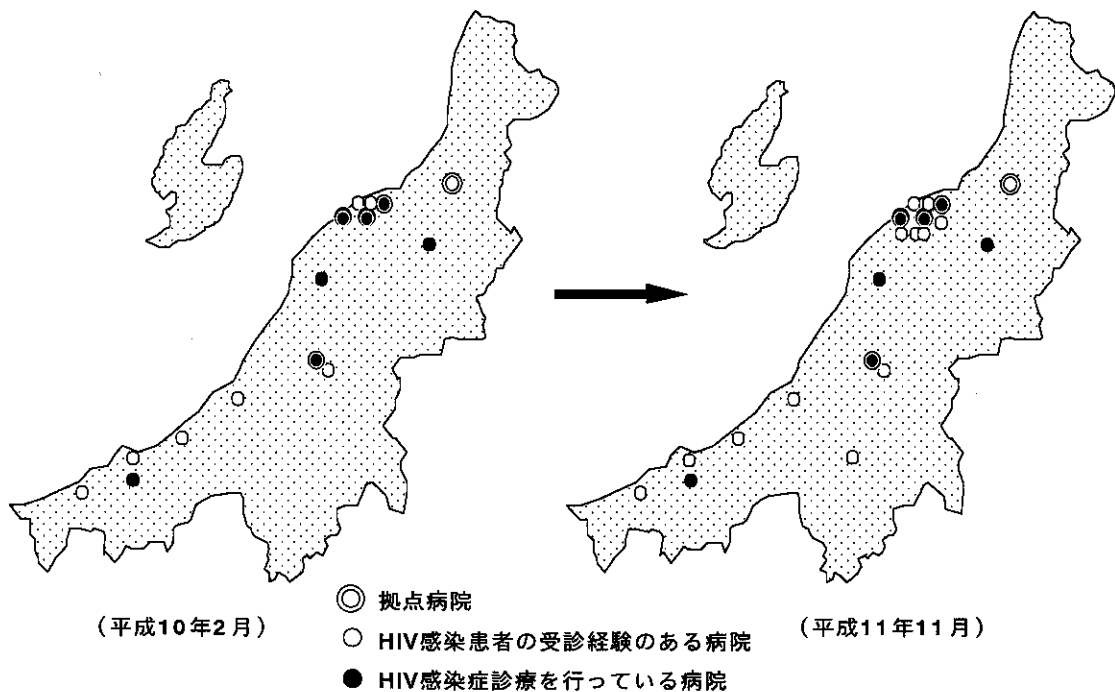 (平成10年2月)
◎ 拠点病院
○ HIV感染患者の受診経験のある病院
● HIV感染症診療を行っている病院
(平成11年11月)